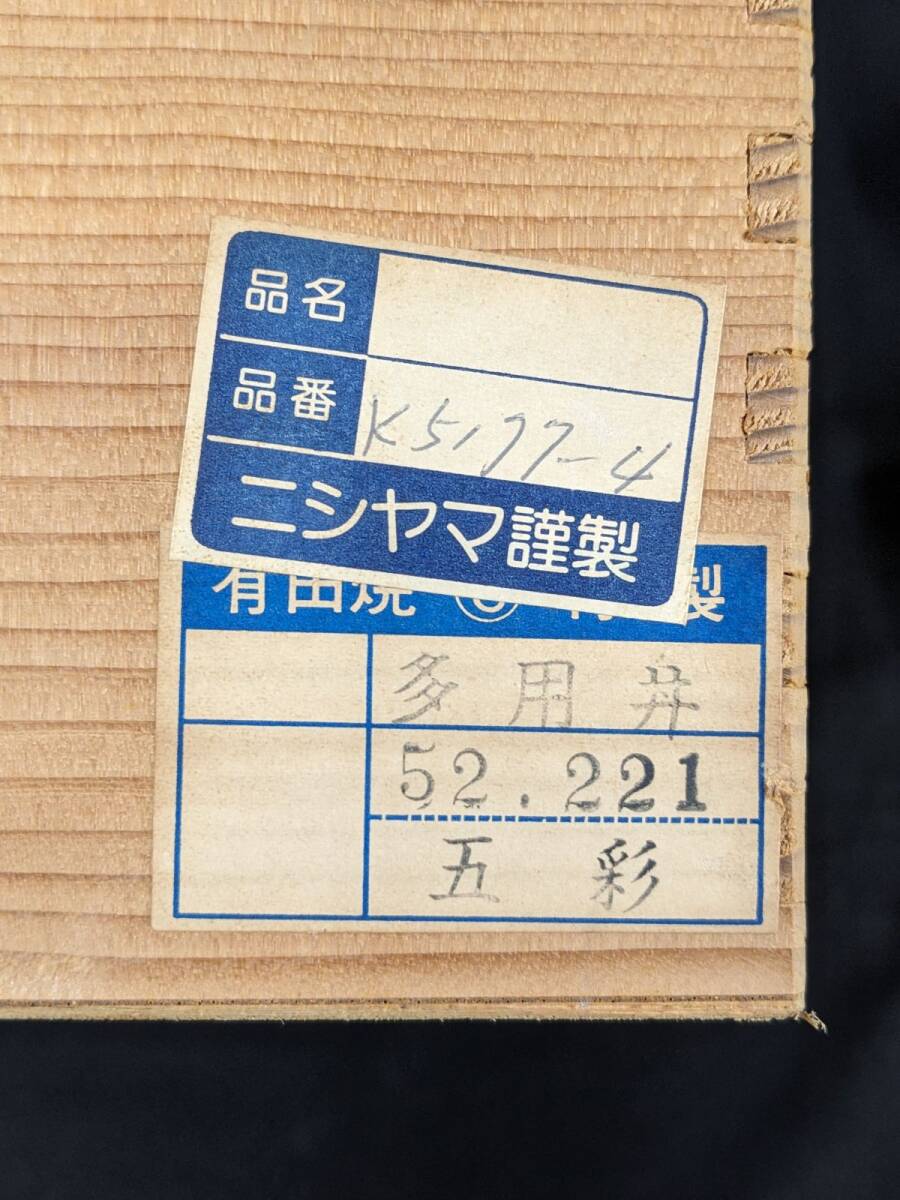 品名
品番 K5177-4
ニシヤマ謹製
有田焼 製
多用丼
52.221
五彩